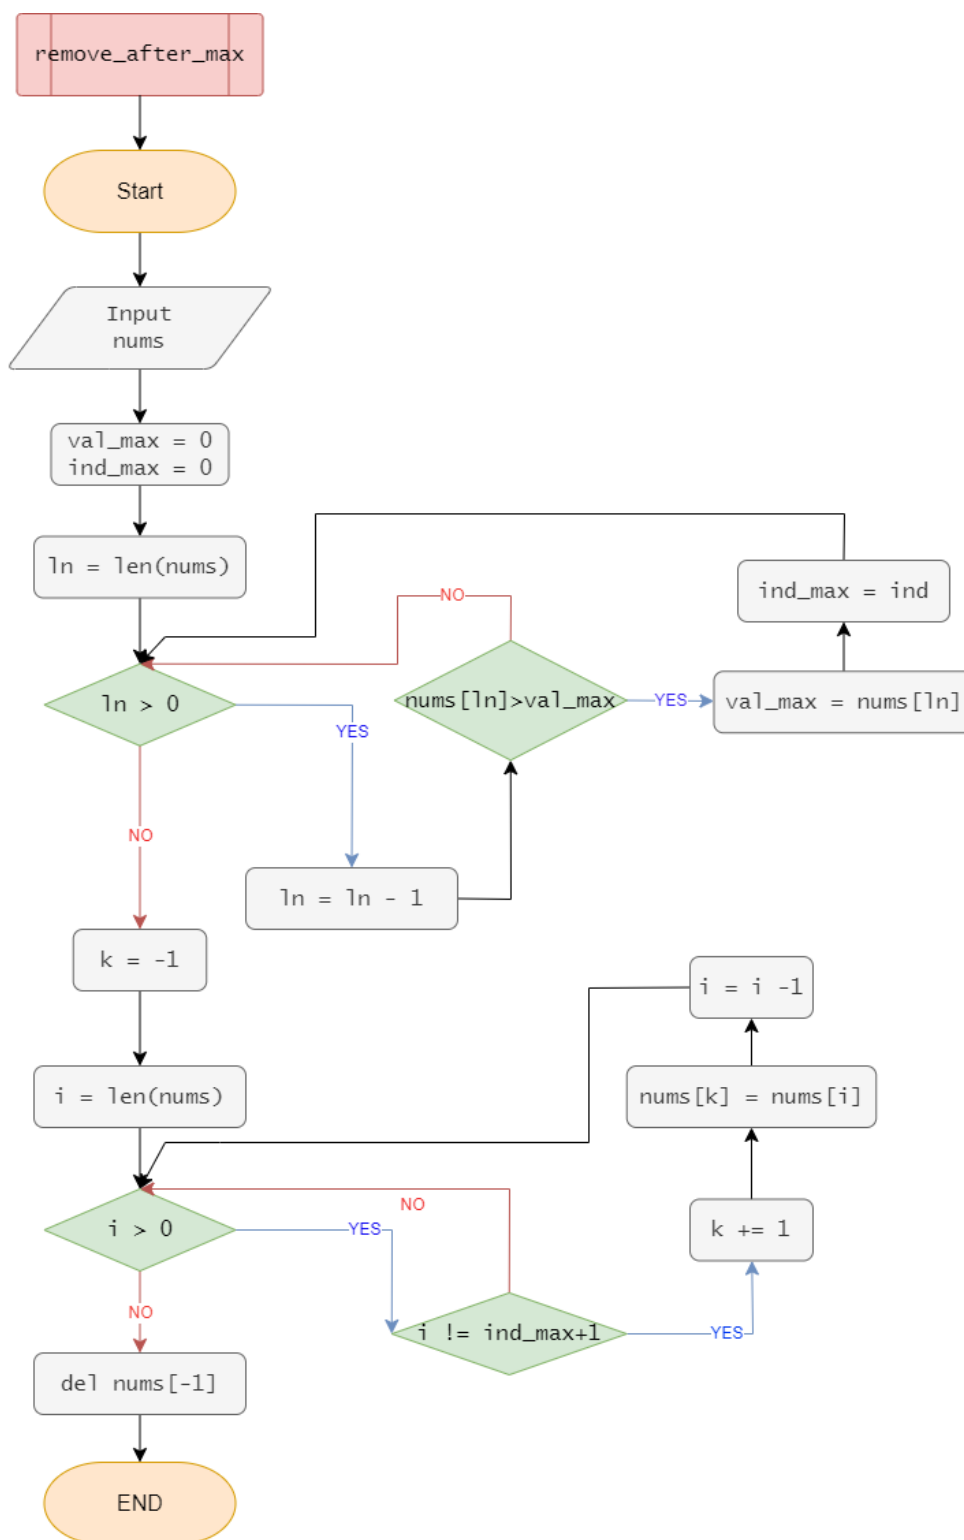 remove_after_max
Start
Input
nums
val_max = 0
ind_max = 0
ln = len(nums)
ln > 0
YES
NO
ln = ln - 1
nums[ln]>val_max
NO
YES
val_max = nums[ln]
ind_max = ind
k = -1
i = len(nums)
i > 0
YES
NO
i != ind_max+1
NO
YES
k += 1
nums[k] = nums[i]
i = i -1
del nums[-1]
END